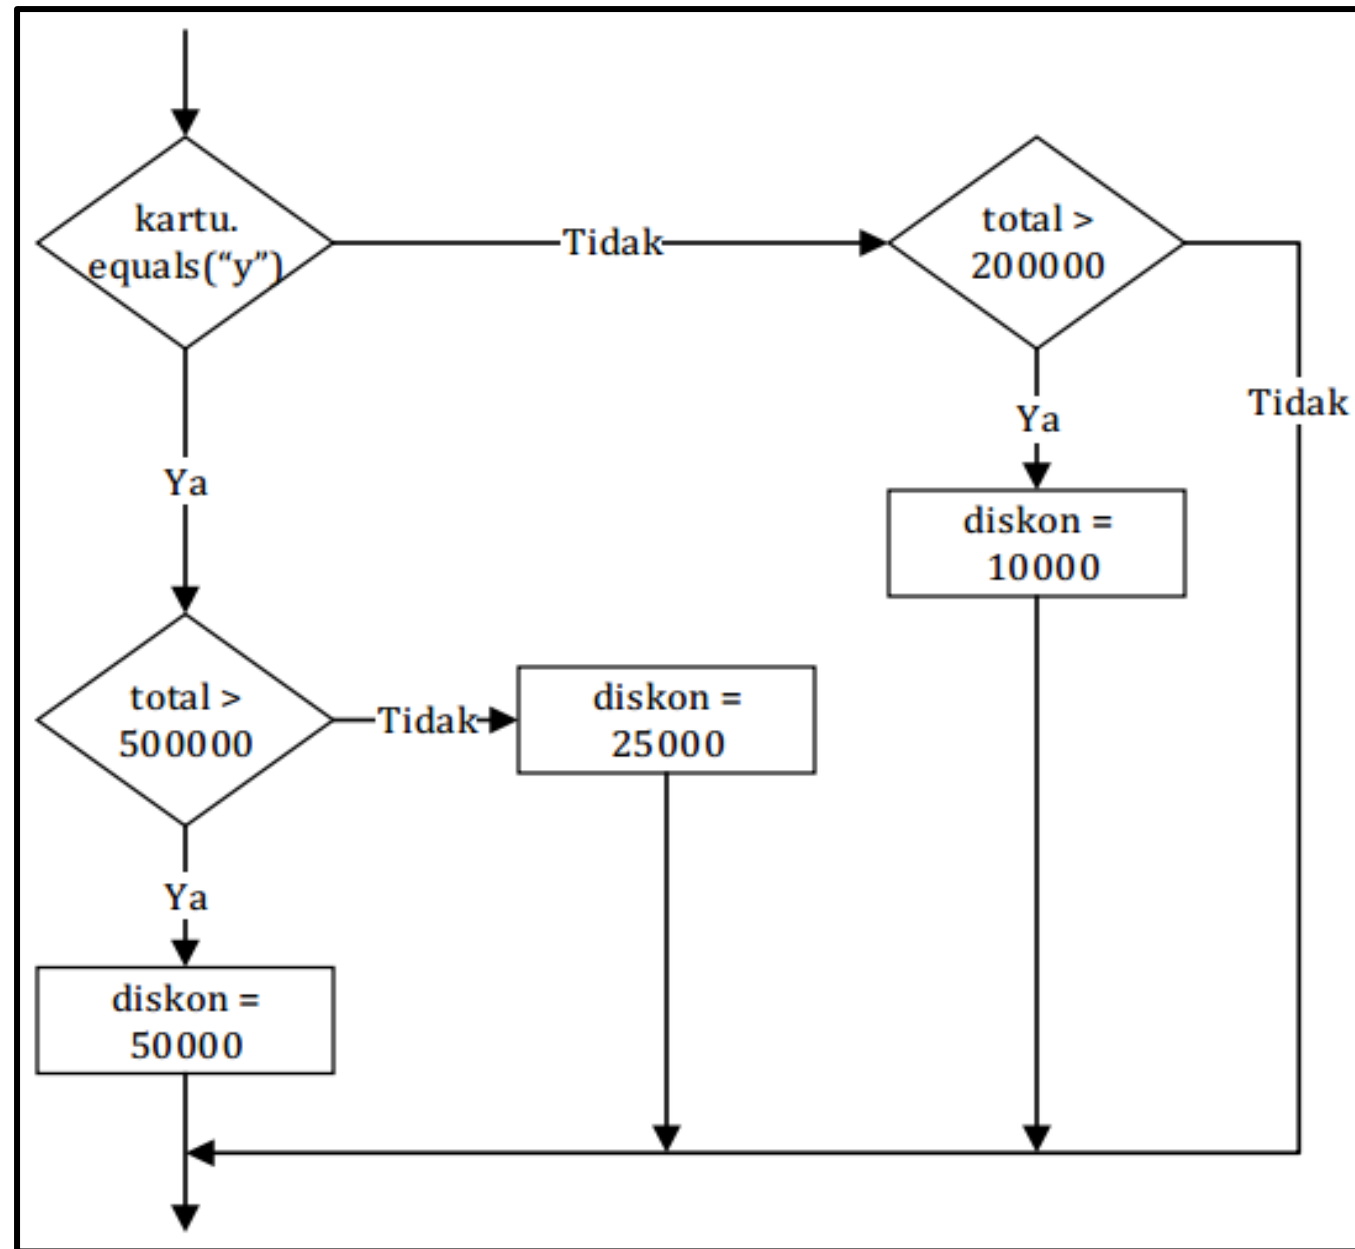 kartu.
equals(“y”)
Tidak
total >
200000
Ya
Tidak
Ya
diskon =
10000
total >
500000
Tidak
diskon =
25000
Ya
diskon =
50000